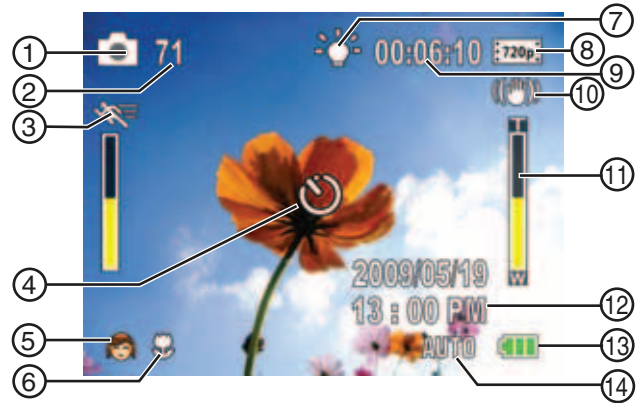 ① 71
②
③
④
⑤
⑥
⑦
00:06:10 720p ⑧
⑨
⑩
T
⑪
W
2009/05/19
13 : 00 PM ⑫
AUTO ⑬
⑭